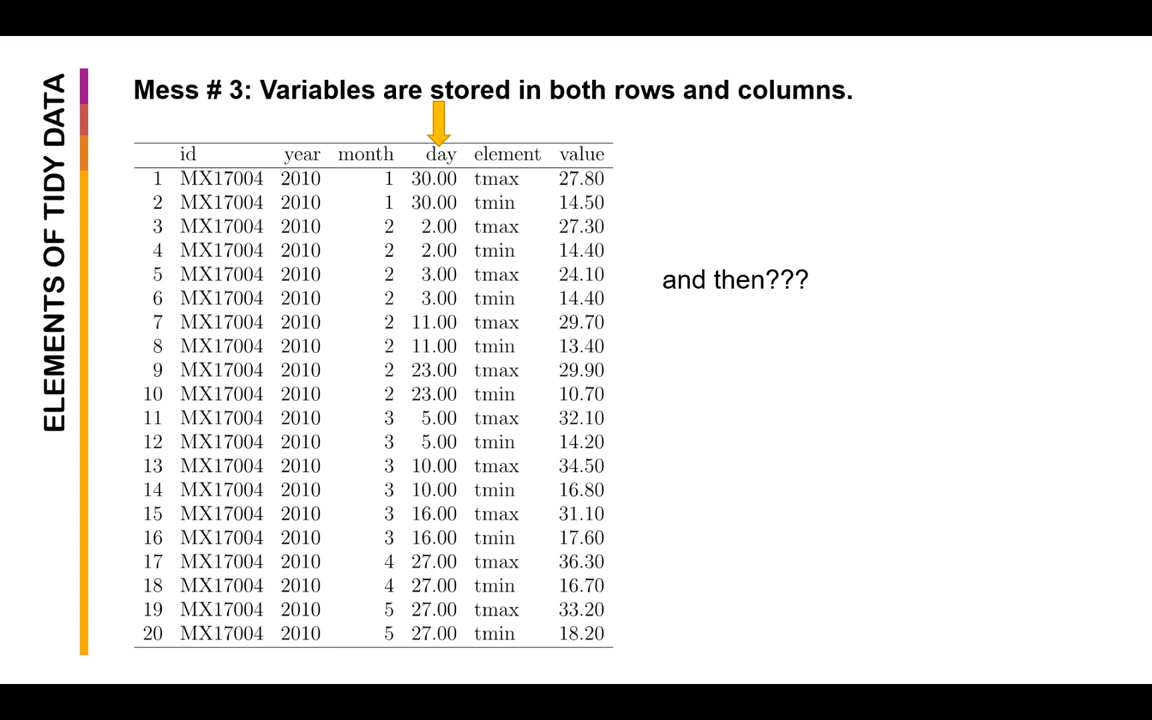 ELEMENTS OF TIDY DATA
Mess # 3: Variables are stored in both rows and columns.
id year month day element value
1 MX17004 2010 1 30.00 tmax 27.80
2 MX17004 2010 1 30.00 tmin 14.50
3 MX17004 2010 2 2.00 tmax 27.30
4 MX17004 2010 2 2.00 tmin 14.40
5 MX17004 2010 2 3.00 tmax 24.10
6 MX17004 2010 2 3.00 tmin 14.40
7 MX17004 2010 2 11.00 tmax 29.70
8 MX17004 2010 2 11.00 tmin 13.40
9 MX17004 2010 2 23.00 tmax 29.90
10 MX17004 2010 2 23.00 tmin 10.70
11 MX17004 2010 3 5.00 tmax 32.10
12 MX17004 2010 3 5.00 tmin 14.20
13 MX17004 2010 3 10.00 tmax 34.50
14 MX17004 2010 3 10.00 tmin 16.80
15 MX17004 2010 3 16.00 tmax 31.10
16 MX17004 2010 3 16.00 tmin 17.60
17 MX17004 2010 4 27.00 tmax 36.30
18 MX17004 2010 4 27.00 tmin 16.70
19 MX17004 2010 5 27.00 tmax 33.20
20 MX17004 2010 5 27.00 tmin 18.20
and then???